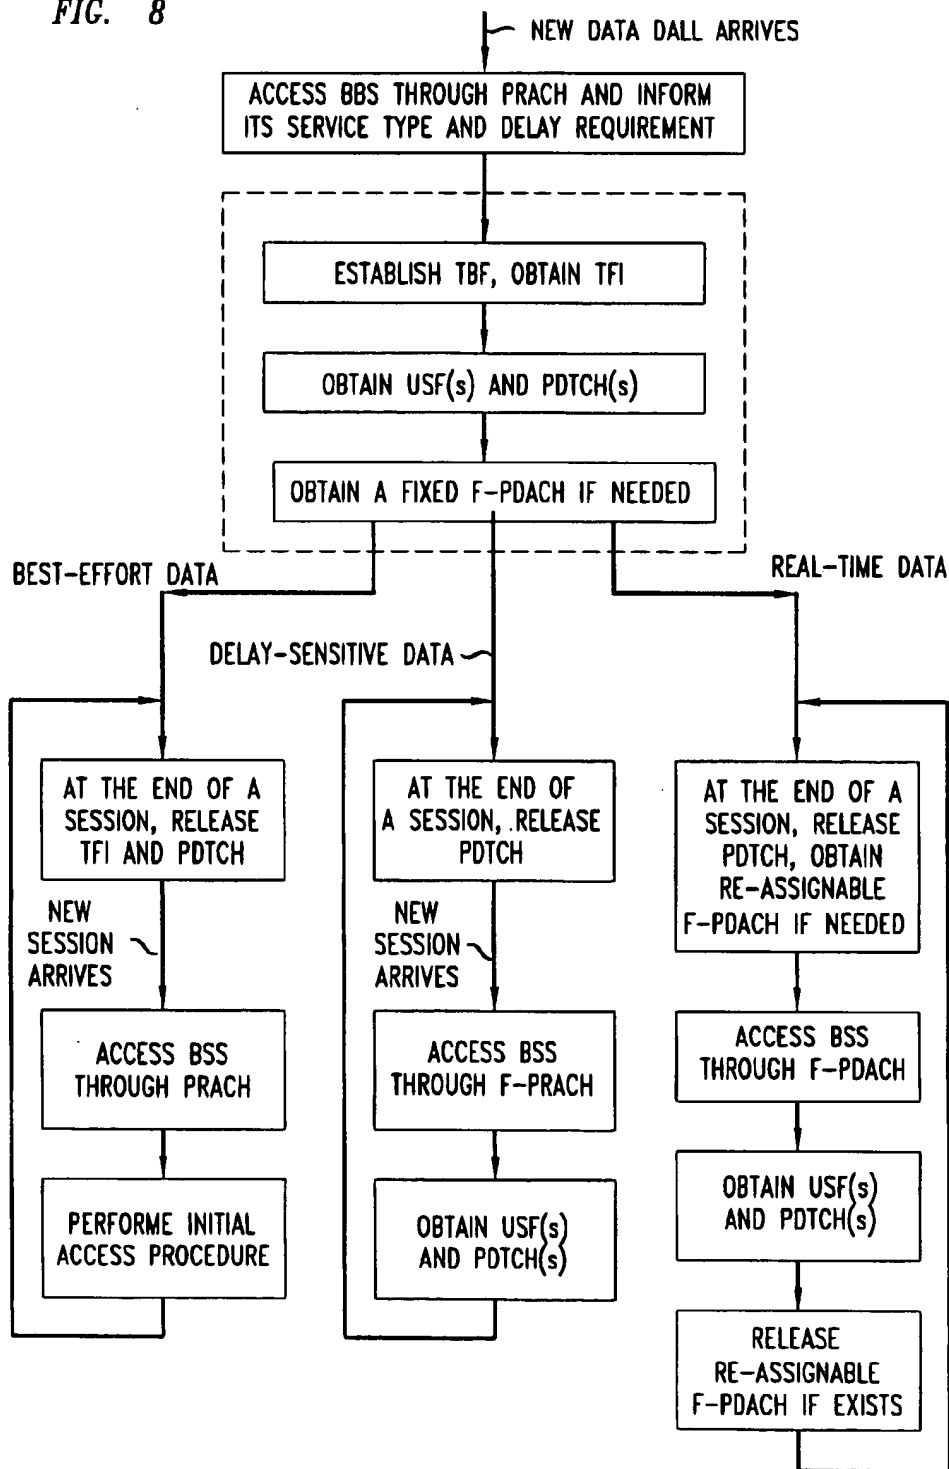 FIG. 8
NEW DATA DALL ARRIVES
ACCESS BBS THROUGH PRACH AND INFORM
ITS SERVICE TYPE AND DELAY REQUIREMENT
ESTABLISH TBF, OBTAIN TFI
OBTAIN USF(s) AND PDTCH(s)
OBTAIN A FIXED F-PDACH IF NEEDED
BEST-EFFORT DATA
DELAY-SENSITIVE DATA
REAL-TIME DATA
AT THE END OF A
SESSION, RELEASE
TFI AND PDTCH
NEW
SESSION
ARRIVES
ACCESS BSS
THROUGH PRACH
PERFORME INITIAL
ACCESS PROCEDURE
AT THE END OF
A SESSION, RELEASE
PDTCH
NEW
SESSION
ARRIVES
ACCESS BSS
THROUGH F-PRACH
OBTAIN USF(s)
AND PDTCH(s)
AT THE END OF A
SESSION, RELEASE
PDTCH, OBTAIN
RE-ASSIGNABLE
F-PDACH IF NEEDED
ACCESS BSS
THROUGH F-PDACH
OBTAIN USF(s)
AND PDTCH(s)
RELEASE
RE-ASSIGNABLE
F-PDACH IF EXISTS